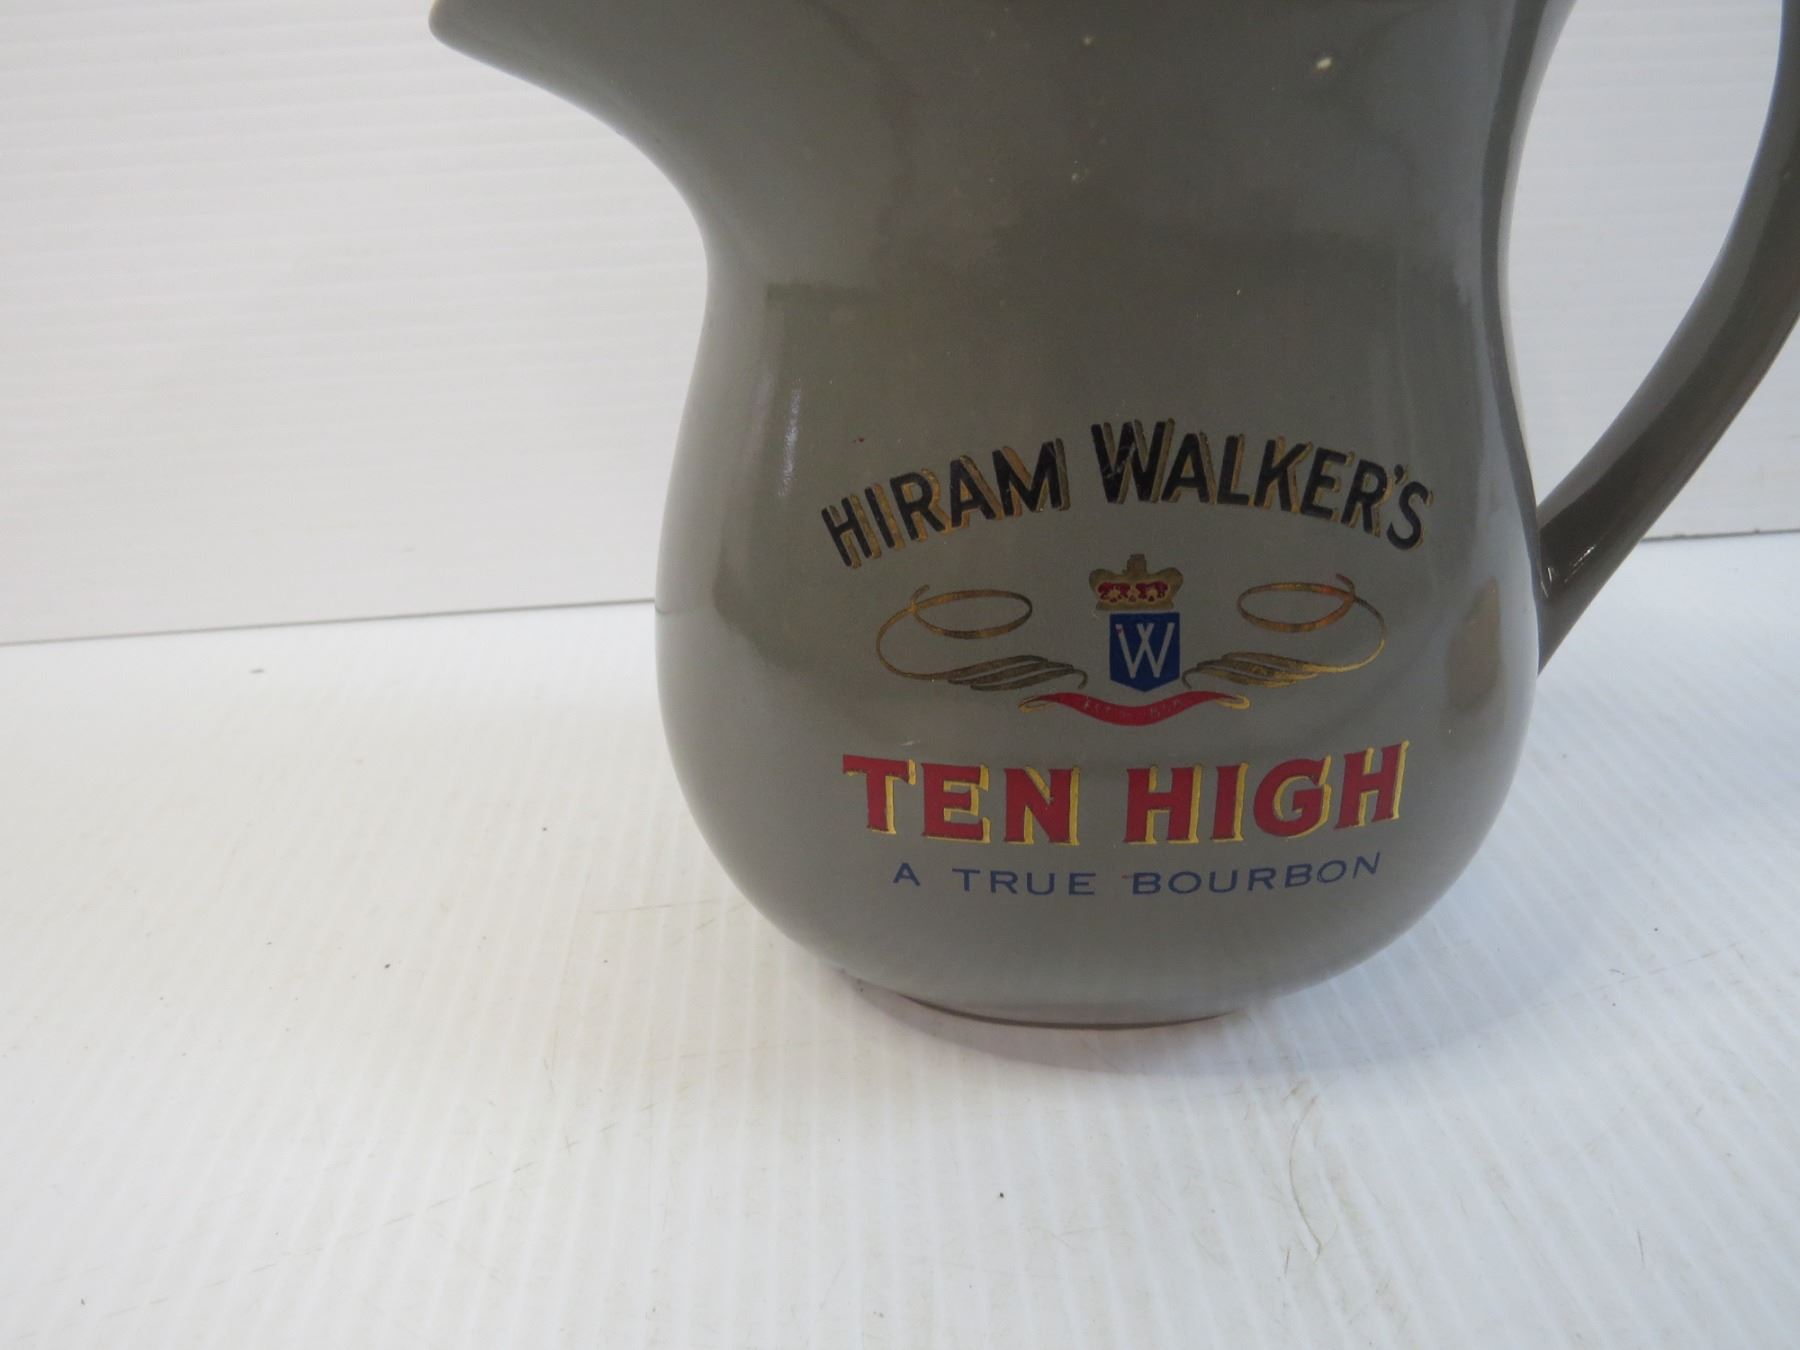 HIRAM WALKER'S
W
TEN HIGH
A TRUE BOURBON